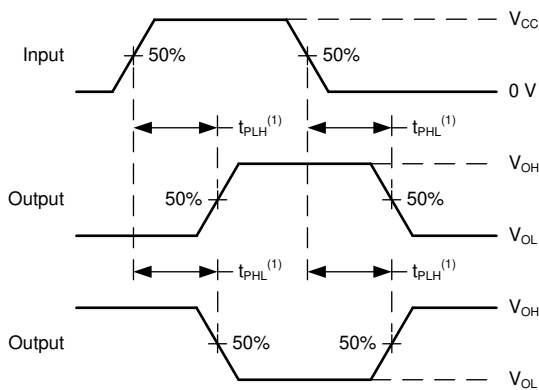 V_CC
Input
50%
50%
0 V
t_PLH^(1)
t_PHL^(1)
V_OH
Output
50%
50%
V_OL
t_PHL^(1)
t_PLH^(1)
V_OH
Output
50%
50%
V_OL